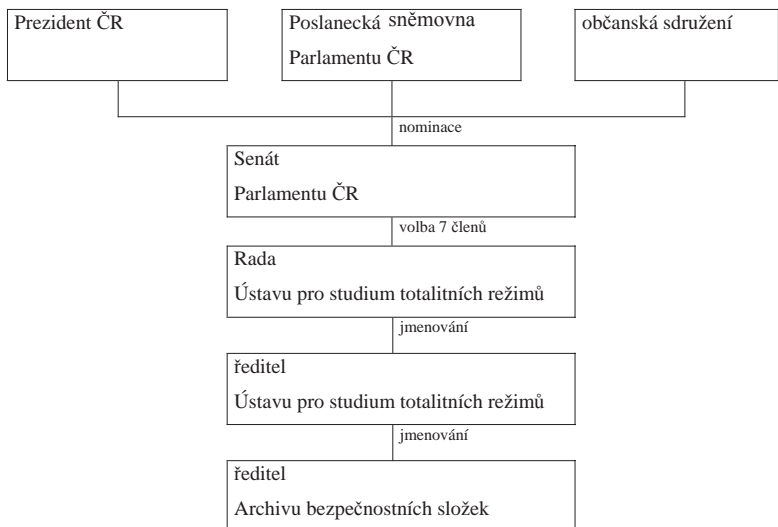 Prezident ČR
Poslanecká sněmovna
Parlamentu ČR
občanská sdružení
nominace
Senát
Parlamentu ČR
volba 7 členů
Rada
Ústavu pro studium totalitních režimů
jmenování
ředitel
Ústavu pro studium totalitních režimů
jmenování
ředitel
Archivu bezpečnostních složek